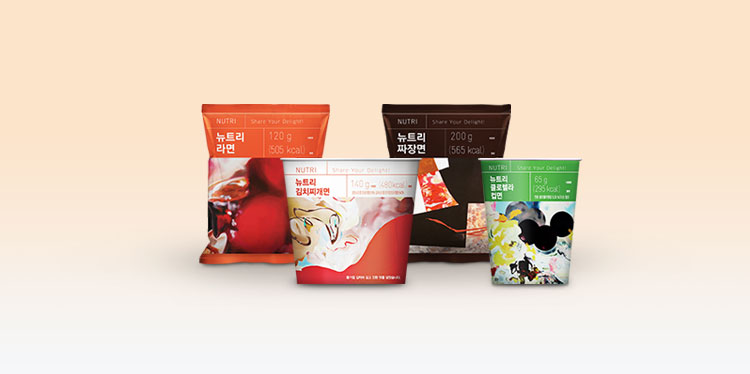 NUTRI Share Your Delight!
뉴트리
라면
120 g
(505 kcal)
NUTRI Share Your Delight!
뉴트리
짜장면
200 g
(565 kcal)
NUTRI Share Your Delight!
뉴트리
김치찌개면
140 g (480kcal)
NUTRI Share Your Delight!
뉴트리
클로렐라
컵면
65 g
(295 kcal)